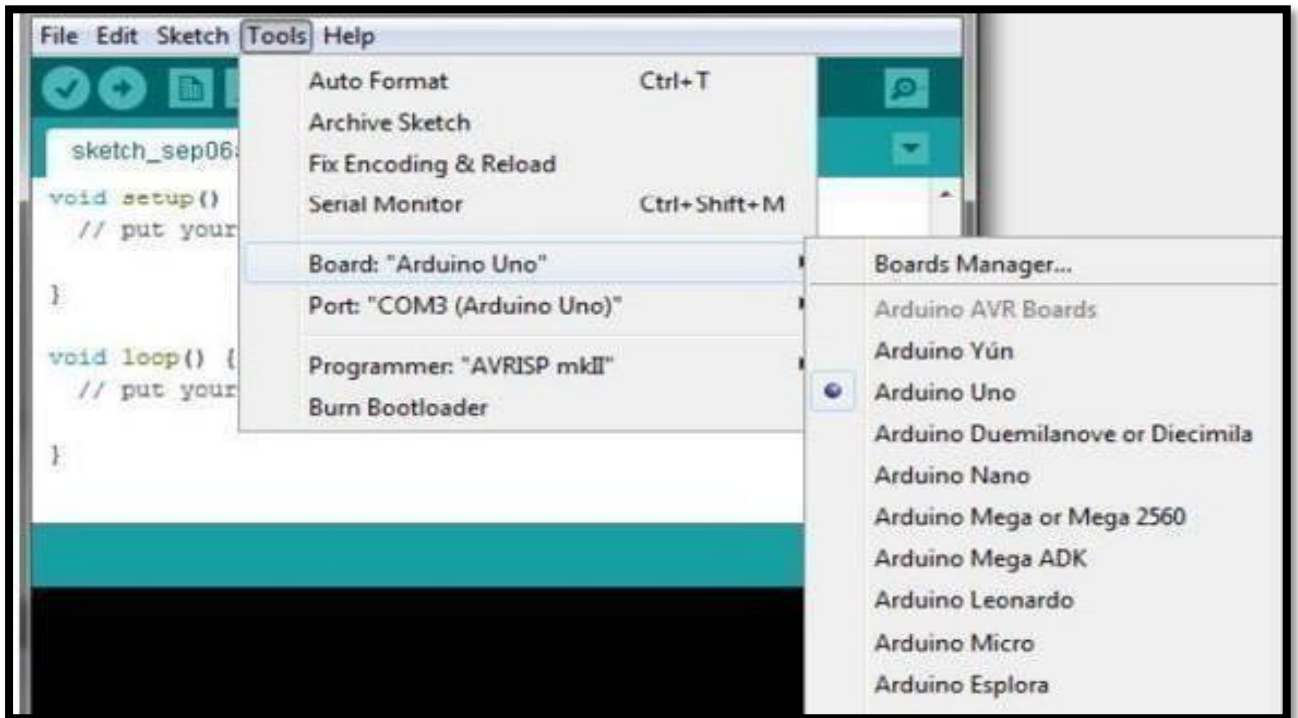 File Edit Sketch Tools Help
Auto Format Ctrl+T
Archive Sketch
Fix Encoding & Reload
Serial Monitor Ctrl+Shift+M
Board: "Arduino Uno"
Port: "COM3 (Arduino Uno)"
Programmer: "AVRISP mkII"
Burn Bootloader
sketch_sep06
void setup()
// put your
}
void loop() {
// put your
}
Boards Manager...
Arduino AVR Boards
Arduino Yún
Arduino Uno
Arduino Duemilanove or Diecimila
Arduino Nano
Arduino Mega or Mega 2560
Arduino Mega ADK
Arduino Leonardo
Arduino Micro
Arduino Esplora